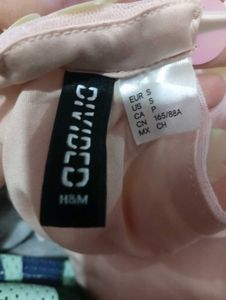 DIVIDED
H&M
EUR S
US S
CA P
CN 165/88A
MX CH